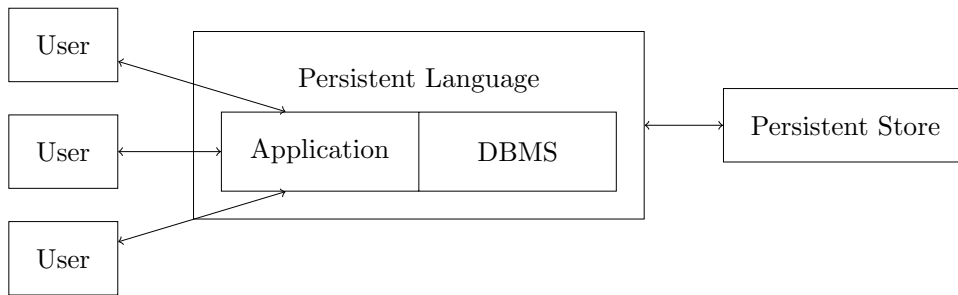 User
Persistent Language
Persistent Store
User
Application
DBMS
User